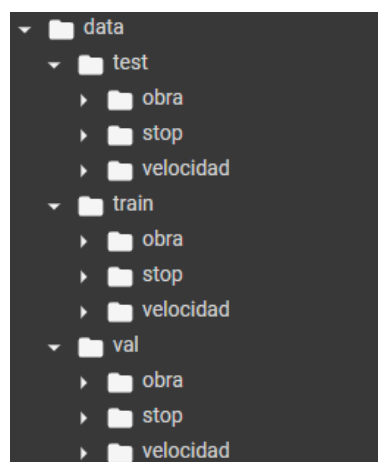 data
test
obra
stop
velocidad
train
obra
stop
velocidad
val
obra
stop
velocidad